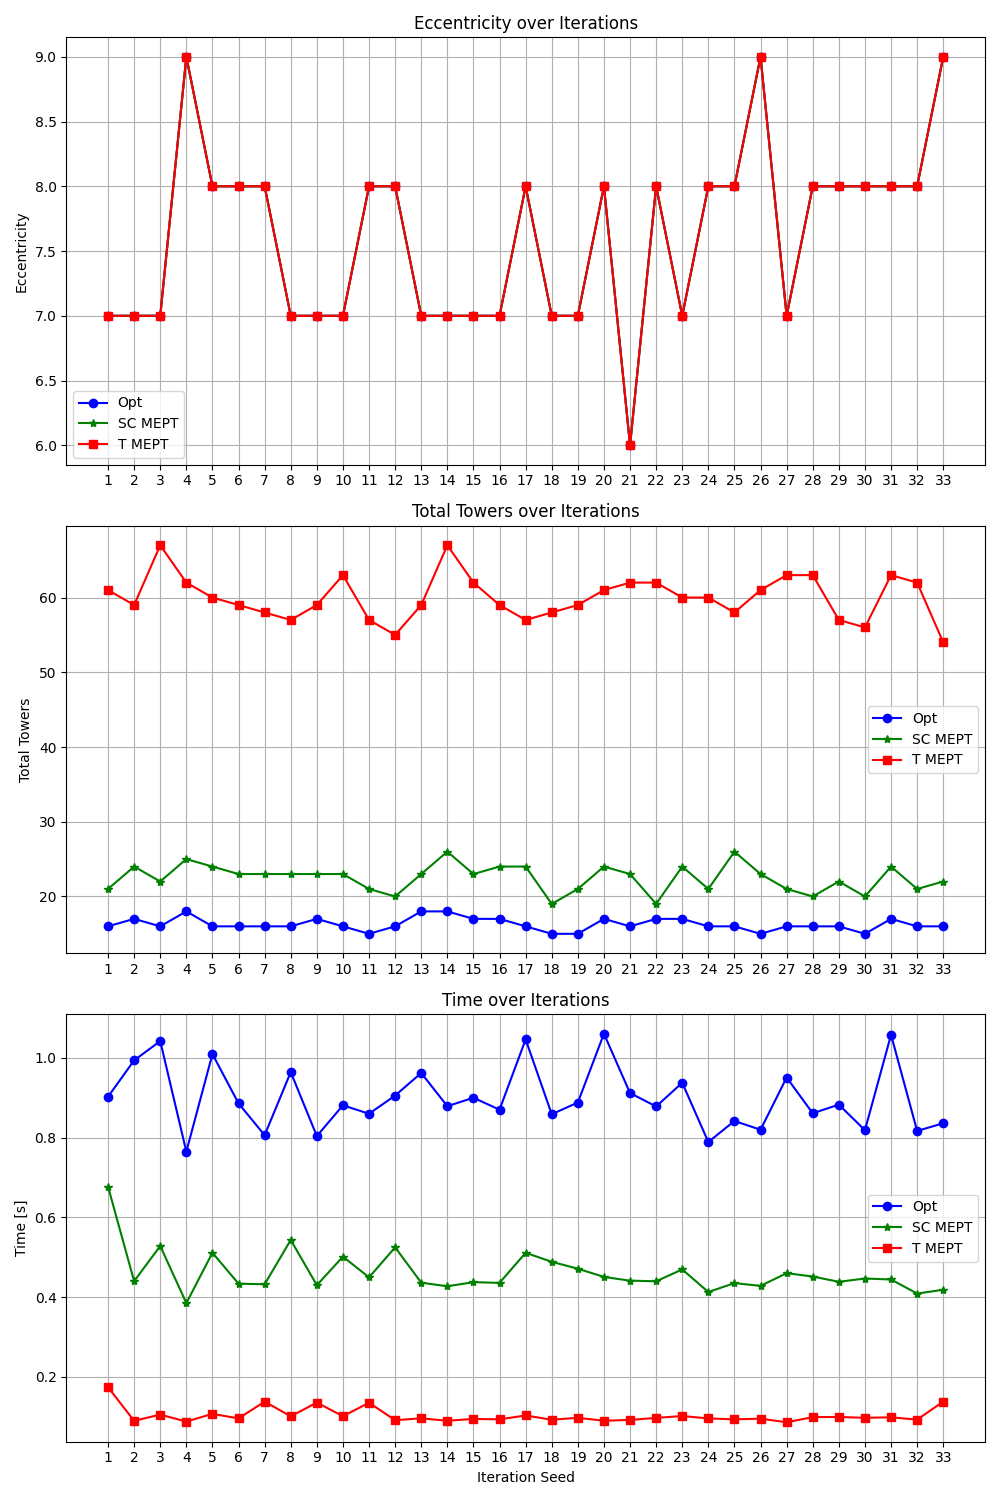 Eccentricity over Iterations
Eccentricity
9.0
8.5
8.0
7.5
7.0
6.5
6.0
Opt
SC MEPT
T MEPT
1 2 3 4 5 6 7 8 9 10 11 12 13 14 15 16 17 18 19 20 21 22 23 24 25 26 27 28 29 30 31 32 33
Total Towers over Iterations
Total Towers
60
50
40
30
20
Opt
SC MEPT
T MEPT
1 2 3 4 5 6 7 8 9 10 11 12 13 14 15 16 17 18 19 20 21 22 23 24 25 26 27 28 29 30 31 32 33
Time over Iterations
Time [s]
1.0
0.8
0.6
0.4
0.2
Opt
SC MEPT
T MEPT
1 2 3 4 5 6 7 8 9 10 11 12 13 14 15 16 17 18 19 20 21 22 23 24 25 26 27 28 29 30 31 32 33
Iteration Seed